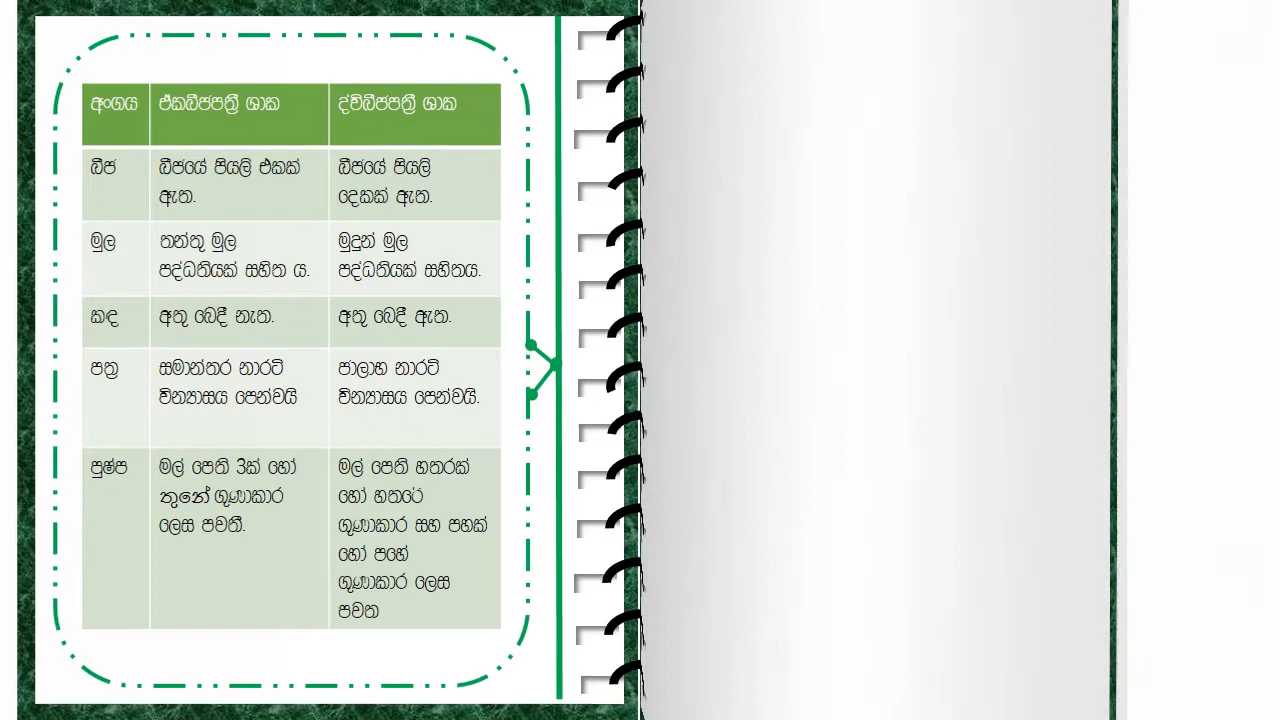 අංගය
ඒකබීජපත්‍රී ශාක
ද්විබීජපත්‍රී ශාක
බීජ
බීජයේ පියලි එකක්
ඇත.
බීජයේ පියලි
දෙකක් ඇත.
මුල
තන්තු මුල
පද්ධතියක් සහිත ය.
මුදුන් මුල
පද්ධතියක් සහිතය.
කඳ
අතු බෙදී නැත.
අතු බෙදී ඇත.
පත්‍ර
සමාන්තර නාරටි
වින්‍යාසය පෙන්වයි
ජාලාභ නාරටි
වින්‍යාසය පෙන්වයි.
පුෂ්ප
මල් පෙති 3ක් හෝ
තුනේ ගුණාකාර
ලෙස පවතී.
මල් පෙති හතරක්
හෝ හතරේ
ගුණාකාර සහ පහක්
හෝ පහේ
ගුණාකාර ලෙස
පවත